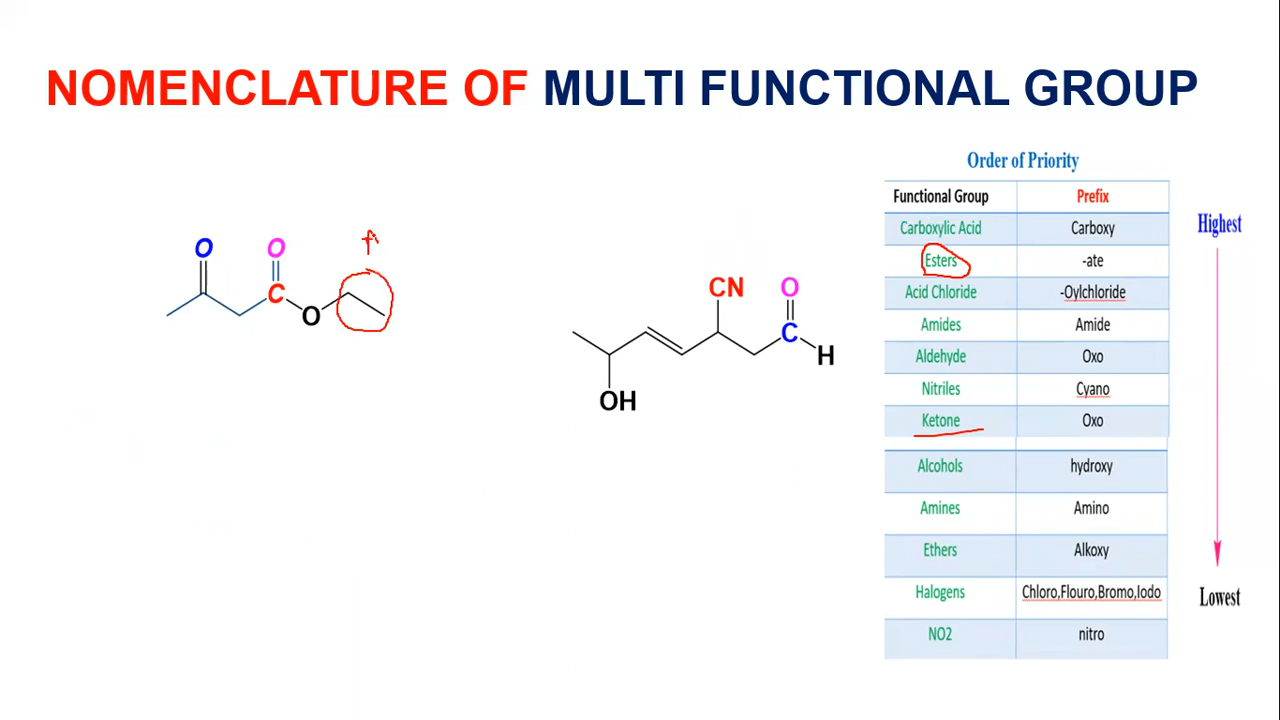 NOMENCLATURE OF MULTI FUNCTIONAL GROUP
Order of Priority
Functional Group Prefix
Carboxylic Acid Carboxy
Esters -ate
Acid Chloride -Oylchloride
Amides Amide
Aldehyde Oxo
Nitriles Cyano
Ketone Oxo
Alcohols hydroxy
Amines Amino
Ethers Alkoxy
Halogens Chloro,Flouro,Bromo,Iodo
NO2 nitro
Highest
Lowest
O O
C
O
CN O
C
H
OH